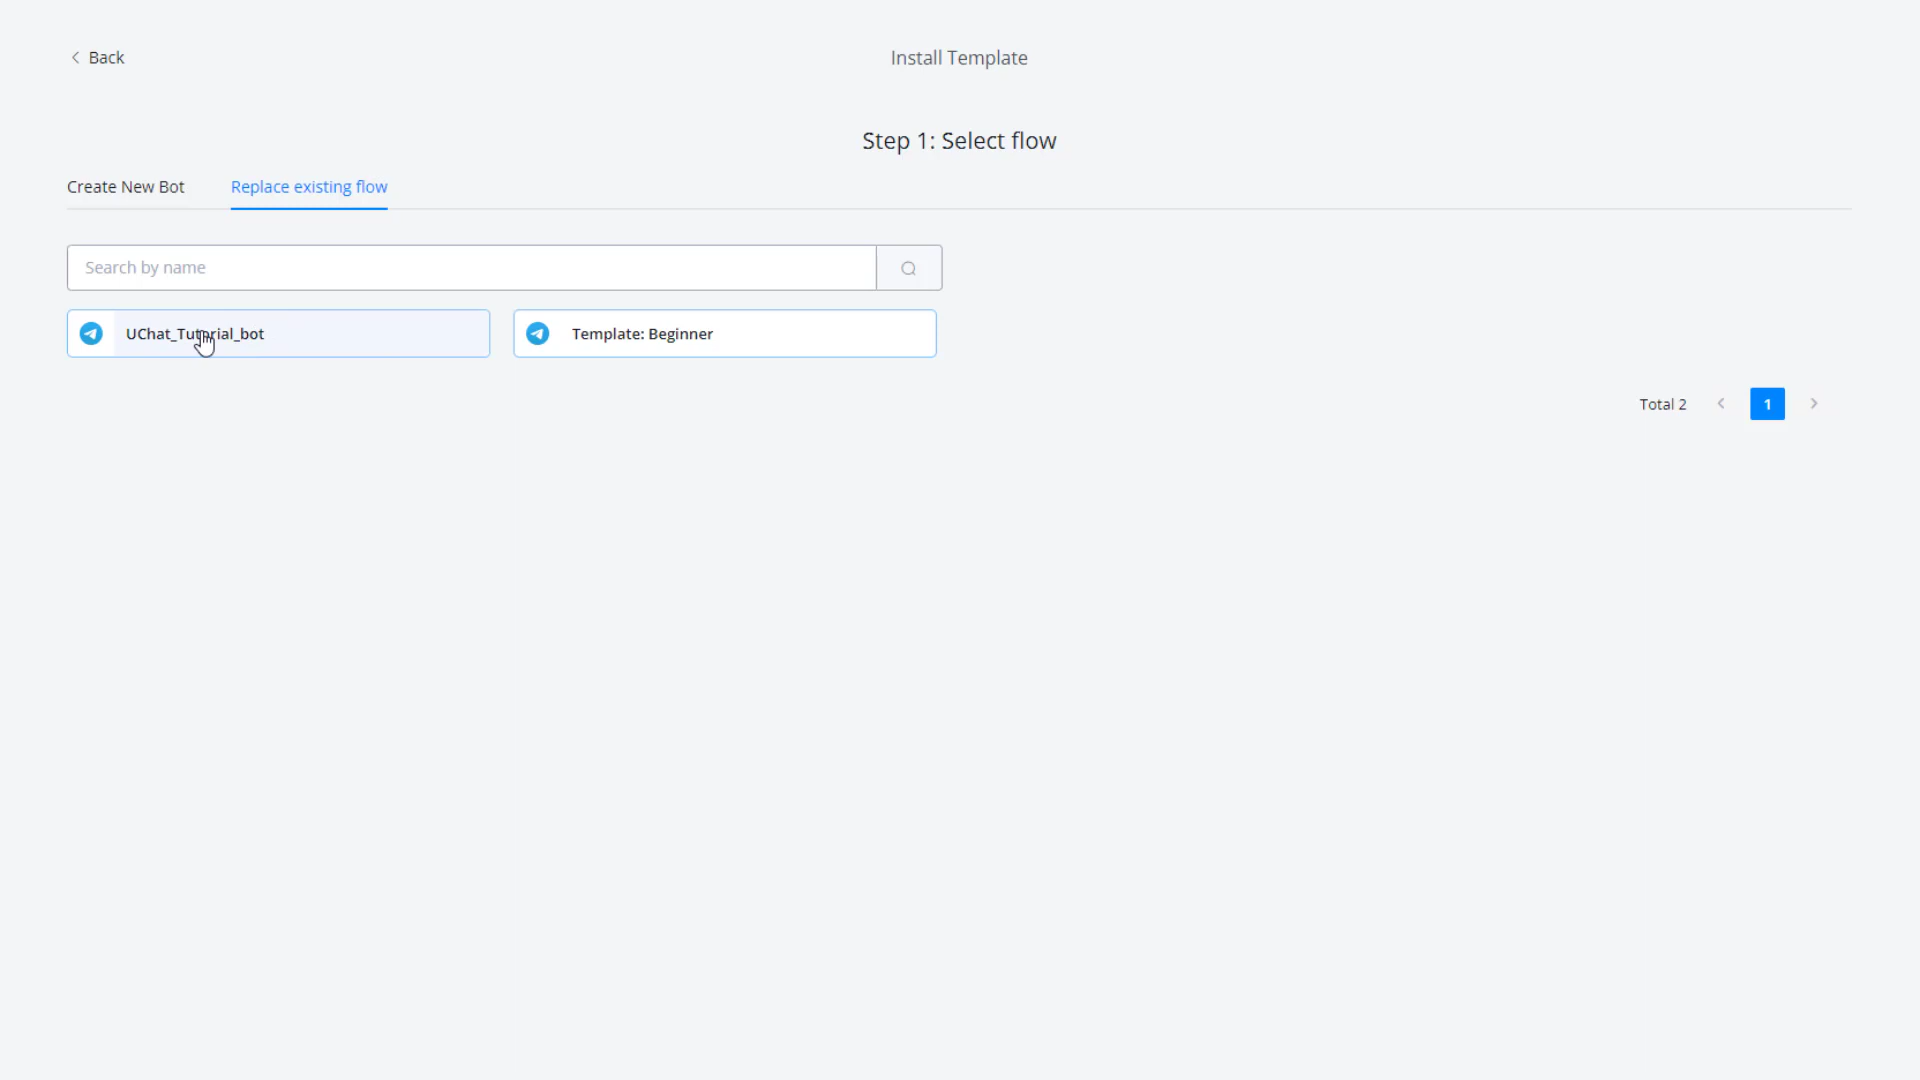 Back
Install Template
Step 1: Select flow
Create New Bot
Replace existing flow
Search by name
UChat_Tutorial_bot
Template: Beginner
Total 2
1